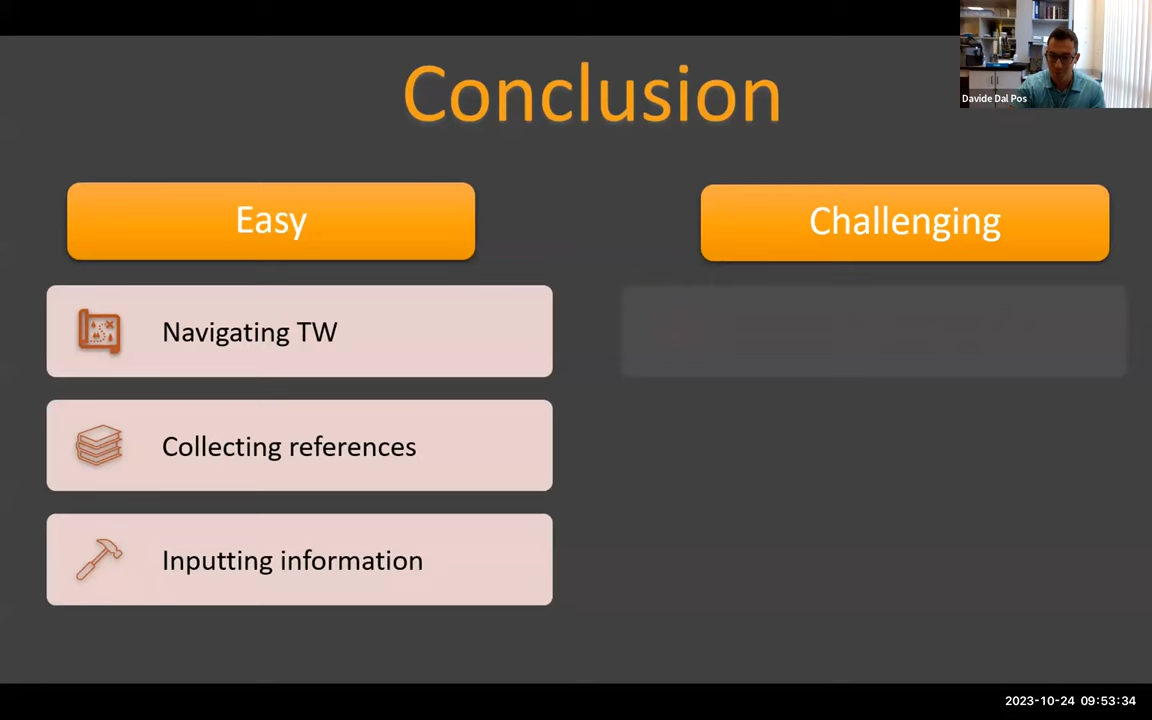 Conclusion
Davide Dal Pos
Easy
Challenging
Navigating TW
Collecting references
Inputting information
2023-10-24 09:53:34